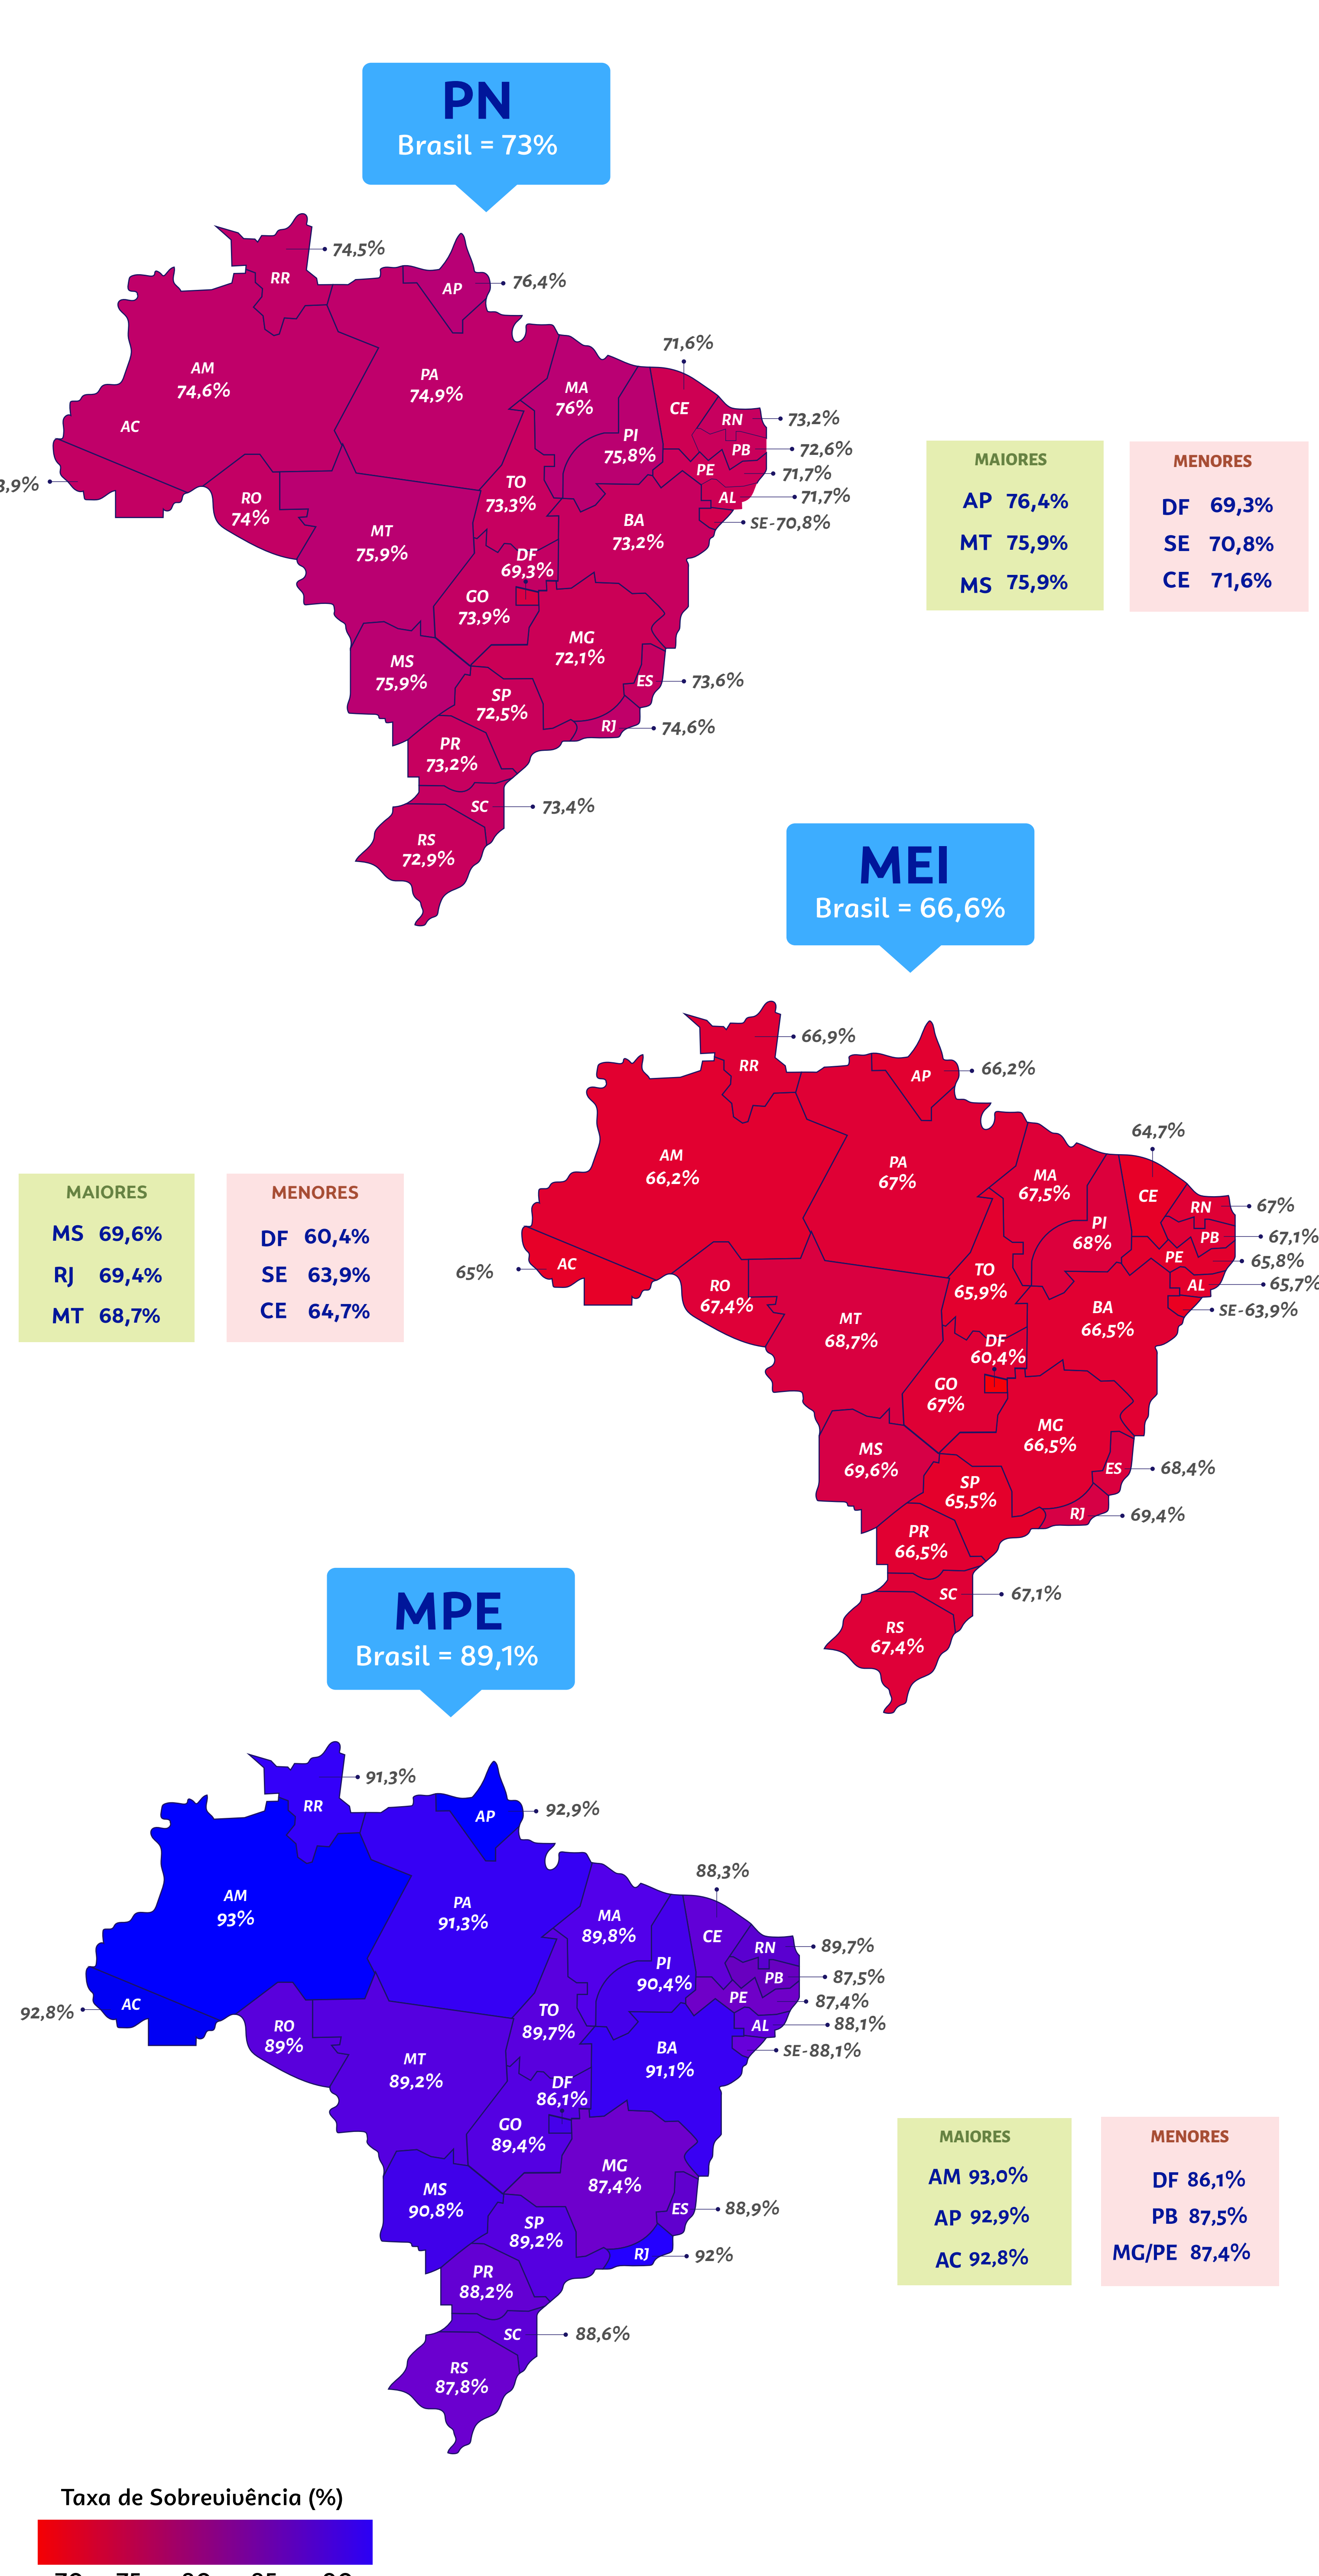 PN
Brasil = 73%
RR
74,5%
AP
76,4%
AM
74,6%
PA
74,9%
MA
76%
71,6%
CE
RN
73,2%
AC
PI
75,8%
PB
72,6%
PE
71,7%
3,9%
RO
74%
TO
73,3%
AL
71,7%
SE-70,8%
MT
75,9%
BA
73,2%
DF
69,3%
GO
73,9%
MG
72,1%
MS
75,9%
ES
73,6%
SP
72,5%
RJ
74,6%
PR
73,2%
SC
73,4%
RS
72,9%
MAIORES
AP 76,4%
MT 75,9%
MS 75,9%
MENORES
DF 69,3%
SE 70,8%
CE 71,6%
MEI
Brasil = 66,6%
RR
66,9%
AP
66,2%
AM
66,2%
PA
67%
MA
67,5%
64,7%
CE
RN
67%
PI
68%
PB
67,1%
PE
65,8%
AC
65%
RO
67,4%
TO
65,9%
AL
65,7%
SE-63,9%
MT
68,7%
BA
66,5%
DF
60,4%
GO
67%
MG
66,5%
MS
69,6%
ES
68,4%
SP
65,5%
RJ
69,4%
PR
66,5%
SC
67,1%
RS
67,4%
MAIORES
MS 69,6%
RJ 69,4%
MT 68,7%
MENORES
DF 60,4%
SE 63,9%
CE 64,7%
MPE
Brasil = 89,1%
RR
91,3%
AP
92,9%
AM
93%
PA
91,3%
MA
89,8%
88,3%
CE
RN
89,7%
PI
90,4%
PB
87,5%
PE
87,4%
AC
92,8%
RO
89%
TO
89,7%
AL
88,1%
SE-88,1%
MT
89,2%
BA
91,1%
DF
86,1%
GO
89,4%
MG
87,4%
MS
90,8%
ES
88,9%
SP
89,2%
RJ
92%
PR
88,2%
SC
88,6%
RS
87,8%
MAIORES
AM 93,0%
AP 92,9%
AC 92,8%
MENORES
DF 86,1%
PB 87,5%
MG/PE 87,4%
Taxa de Sobrevivência (%)